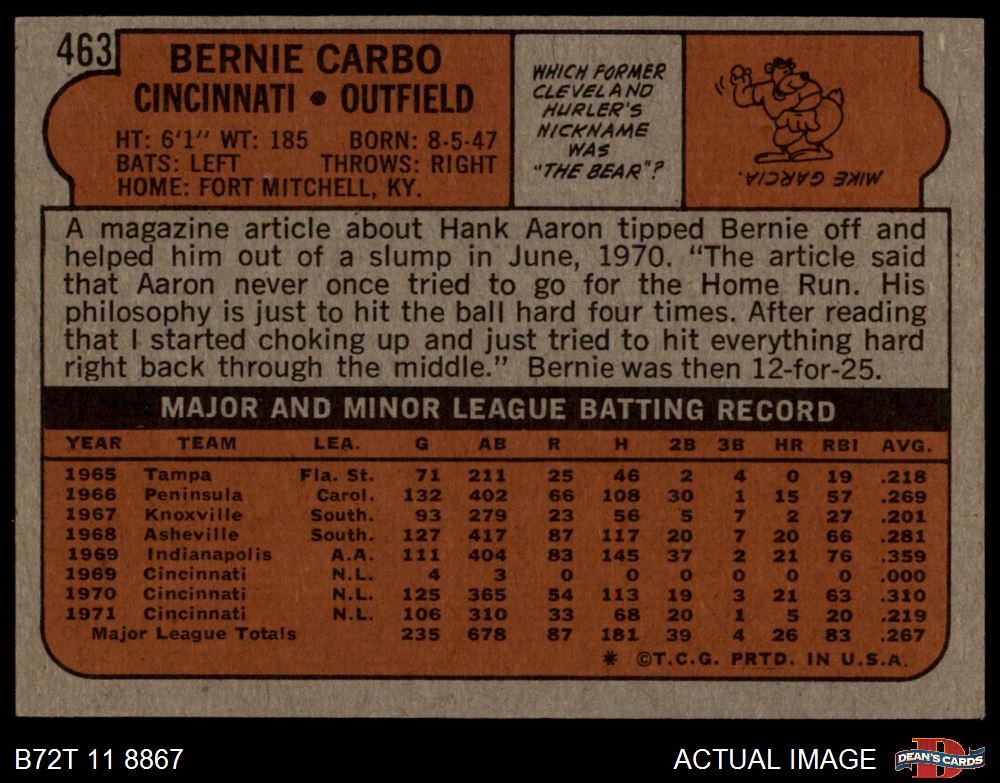 463
BERNIE CARBO
CINCINNATI • OUTFIELD
HT: 6'1" WT: 185 BORN: 8-5-47
BATS: LEFT THROWS: RIGHT
HOME: FORT MITCHELL, KY.
WHICH FORMER
CLEVELAND
HURLER'S
NICKNAME
WAS
"THE BEAR"?
MIKE GARCIA.
A magazine article about Hank Aaron tipped Bernie off and
helped him out of a slump in June, 1970. "The article said
that Aaron never once tried to go for the Home Run. His
philosophy is just to hit the ball hard four times. After reading
that I started choking up and just tried to hit everything hard
right back through the middle." Bernie was then 12-for-25.
MAJOR AND MINOR LEAGUE BATTING RECORD
YEAR TEAM LEA. G AB R H 2B 3B HR RBI AVG.
1965 Tampa Fla. St. 71 211 25 46 2 4 0 19 .218
1966 Peninsula Carol. 132 402 66 108 30 1 15 57 .269
1967 Knoxville South. 93 279 23 56 5 7 2 27 .201
1968 Asheville South. 127 417 87 117 20 7 20 66 .281
1969 Indianapolis A.A. 111 404 83 145 37 2 21 76 .359
1969 Cincinnati N.L. 4 3 0 0 0 0 0 0 .000
1970 Cincinnati N.L. 125 365 54 113 19 3 21 63 .310
1971 Cincinnati N.L. 106 310 33 68 20 1 5 20 .219
Major League Totals 235 678 87 181 39 4 26 83 .267
* ©T.C.G. PRTD. IN U.S.A.
B72T 11 8867
ACTUAL IMAGE
D
DEAN'S CARDS